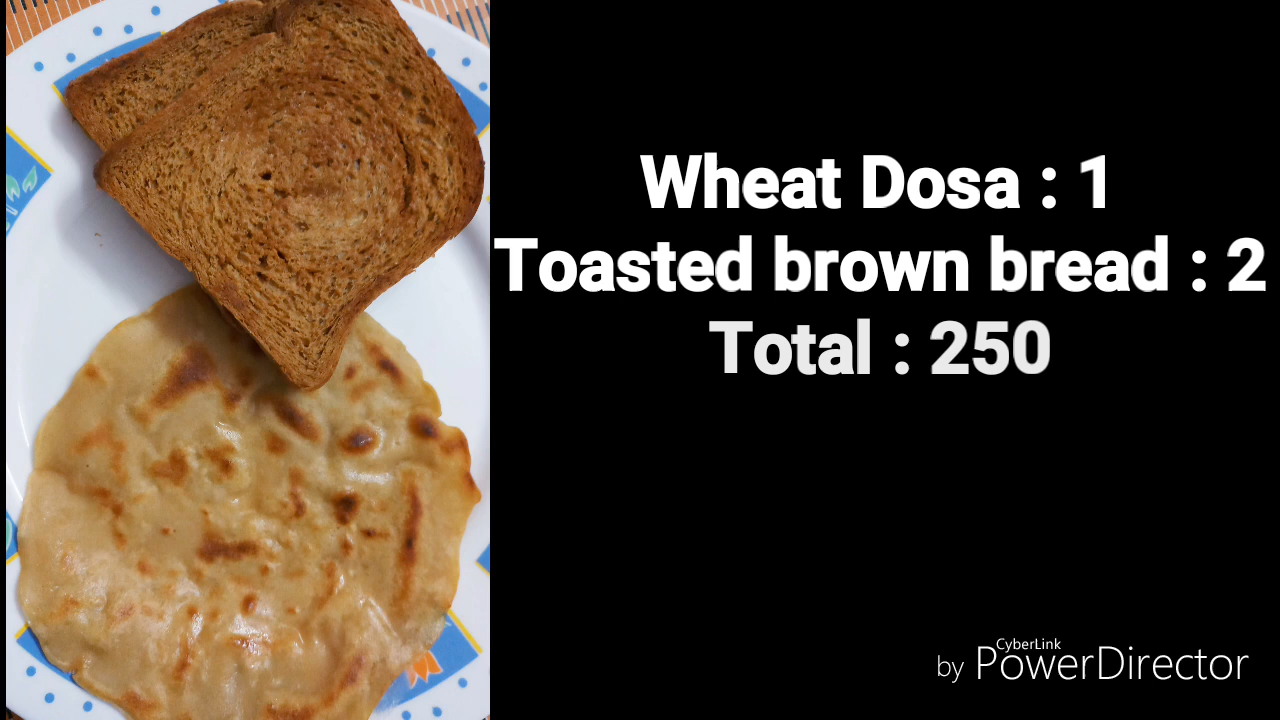 Wheat Dosa : 1
Toasted brown bread : 2
Total : 250
CyberLink
by PowerDirector